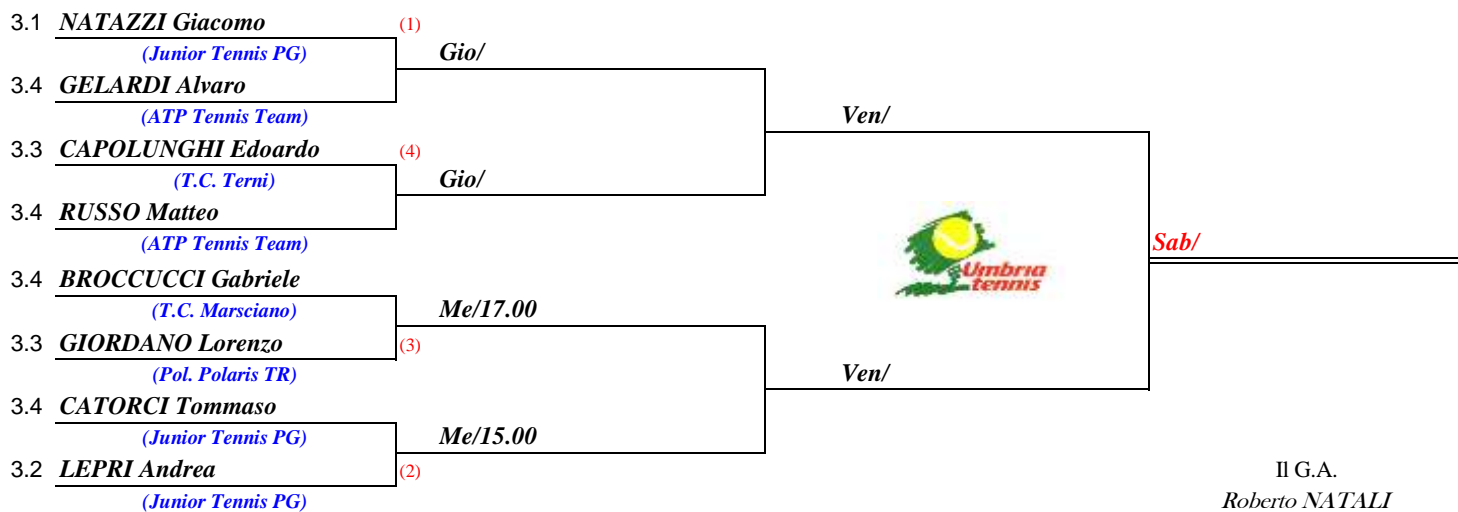 3.1 NATAZZI Giacomo (1)
(Junior Tennis PG) Gio/
3.4 GELARDI Alvaro
(ATP Tennis Team) Ven/
3.3 CAPOLUNGHI Edoardo (4)
(T.C. Terni) Gio/
3.4 RUSSO Matteo
(ATP Tennis Team) Sab/
Umbria
tennis
3.4 BROCCUCCI Gabriele
(T.C. Marsciano) Me/17.00
3.3 GIORDANO Lorenzo (3)
(Pol. Polaris TR) Ven/
3.4 CATORCI Tommaso
(Junior Tennis PG) Me/15.00
3.2 LEPRI Andrea (2)
(Junior Tennis PG)
Il G.A.
Roberto NATALI